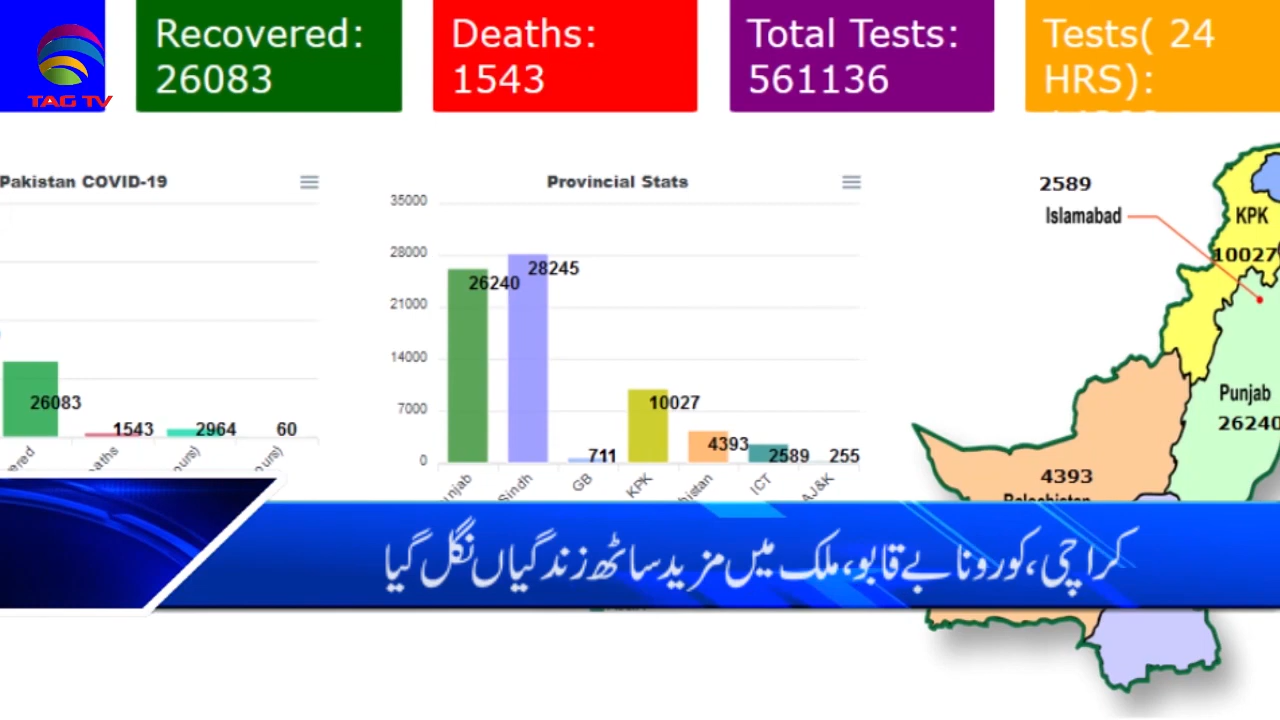 TAG TV
Recovered:
26083
Deaths:
1543
Total Tests:
561136
Tests( 24
HRS):
Pakistan COVID-19
26083
1543
2964
60
Provincial Stats
35000
28000
21000
14000
7000
0
26240
28245
711
10027
4393
2589
255
Sindh
GB
KPK
ICT
AJ&K
2589
Islamabad
KPK
10027
Punjab
26240
4393
Balochistan
کراچی، کورونا بے قابو، ملک میں مزید ساٹھ زندگیاں نگل گیا